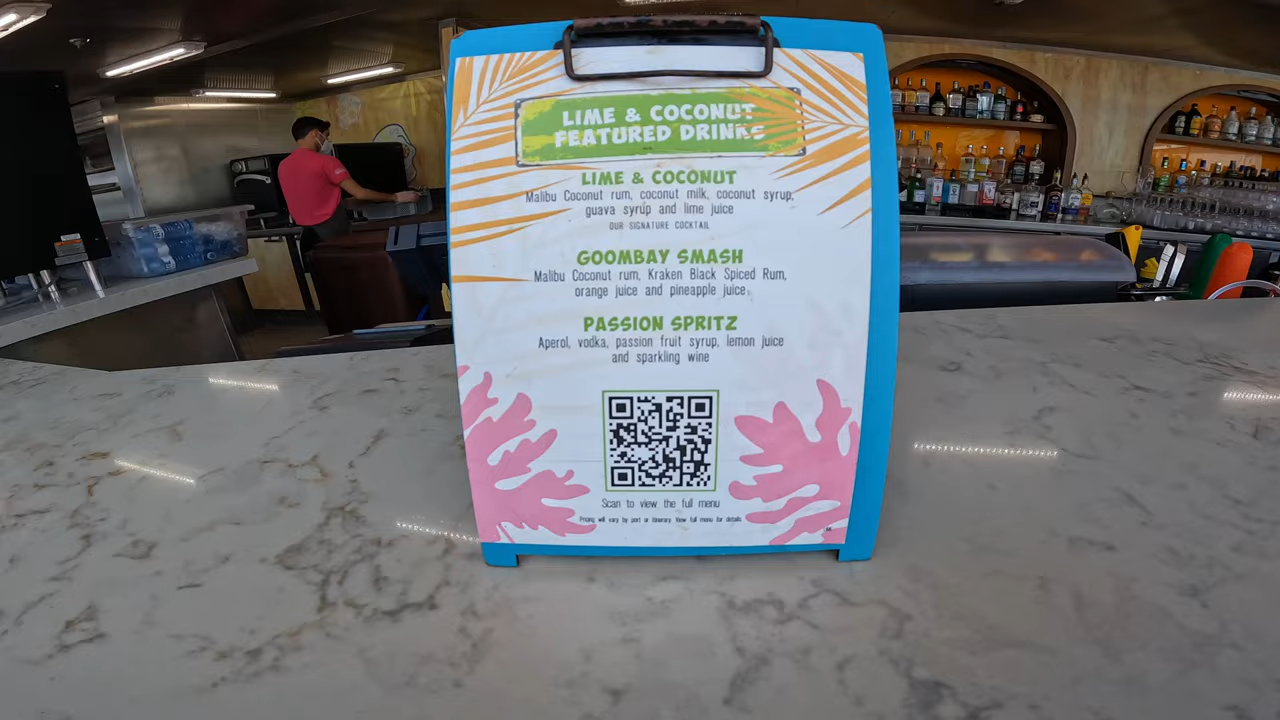 LIME & COCONUT
FEATURED DRINKS
LIME & COCONUT
Malibu Coconut rum, coconut milk, coconut syrup,
guava syrup and lime juice
OUR SIGNATURE COCKTAIL
GOOMBAY SMASH
Malibu Coconut rum, Kraken Black Spiced Rum,
orange juice and pineapple juice.
PASSION SPRITZ
Aperol, vodka, passion fruit syrup, lemon juice
and sparkling wine
Scan to view the full menu
Pricing will vary by port or itinerary. View full menu for details.